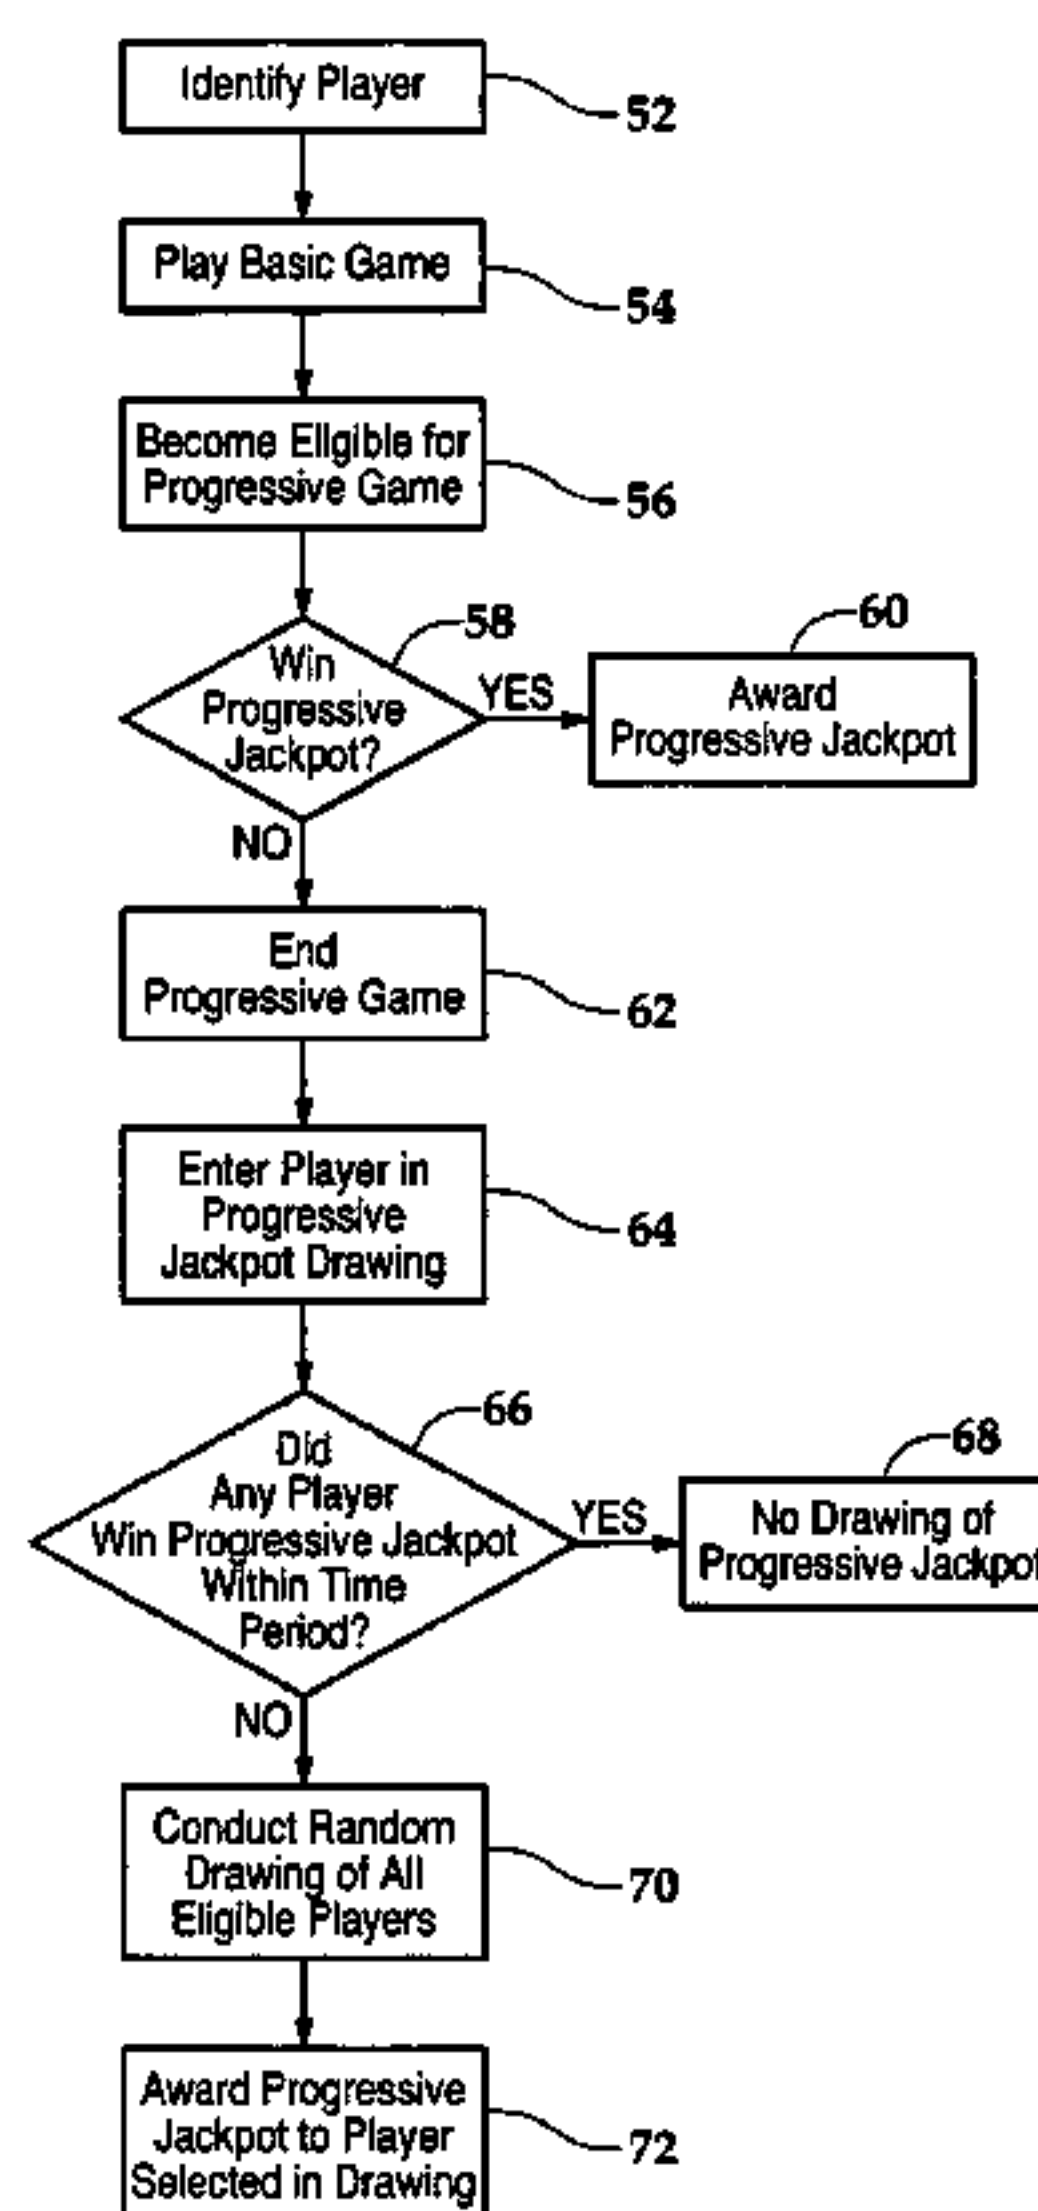 Identify Player
52
Play Basic Game
54
Become Eligible for
Progressive Game
56
58
Win
Progressive
Jackpot?
YES
60
Award
Progressive Jackpot
NO
End
Progressive Game
62
Enter Player in
Progressive
Jackpot Drawing
64
66
Did
Any Player
Win Progressive Jackpot
Within Time
Period?
YES
68
No Drawing of
Progressive Jackpot
NO
Conduct Random
Drawing of All
Eligible Players
70
Award Progressive
Jackpot to Player
Selected in Drawing
72